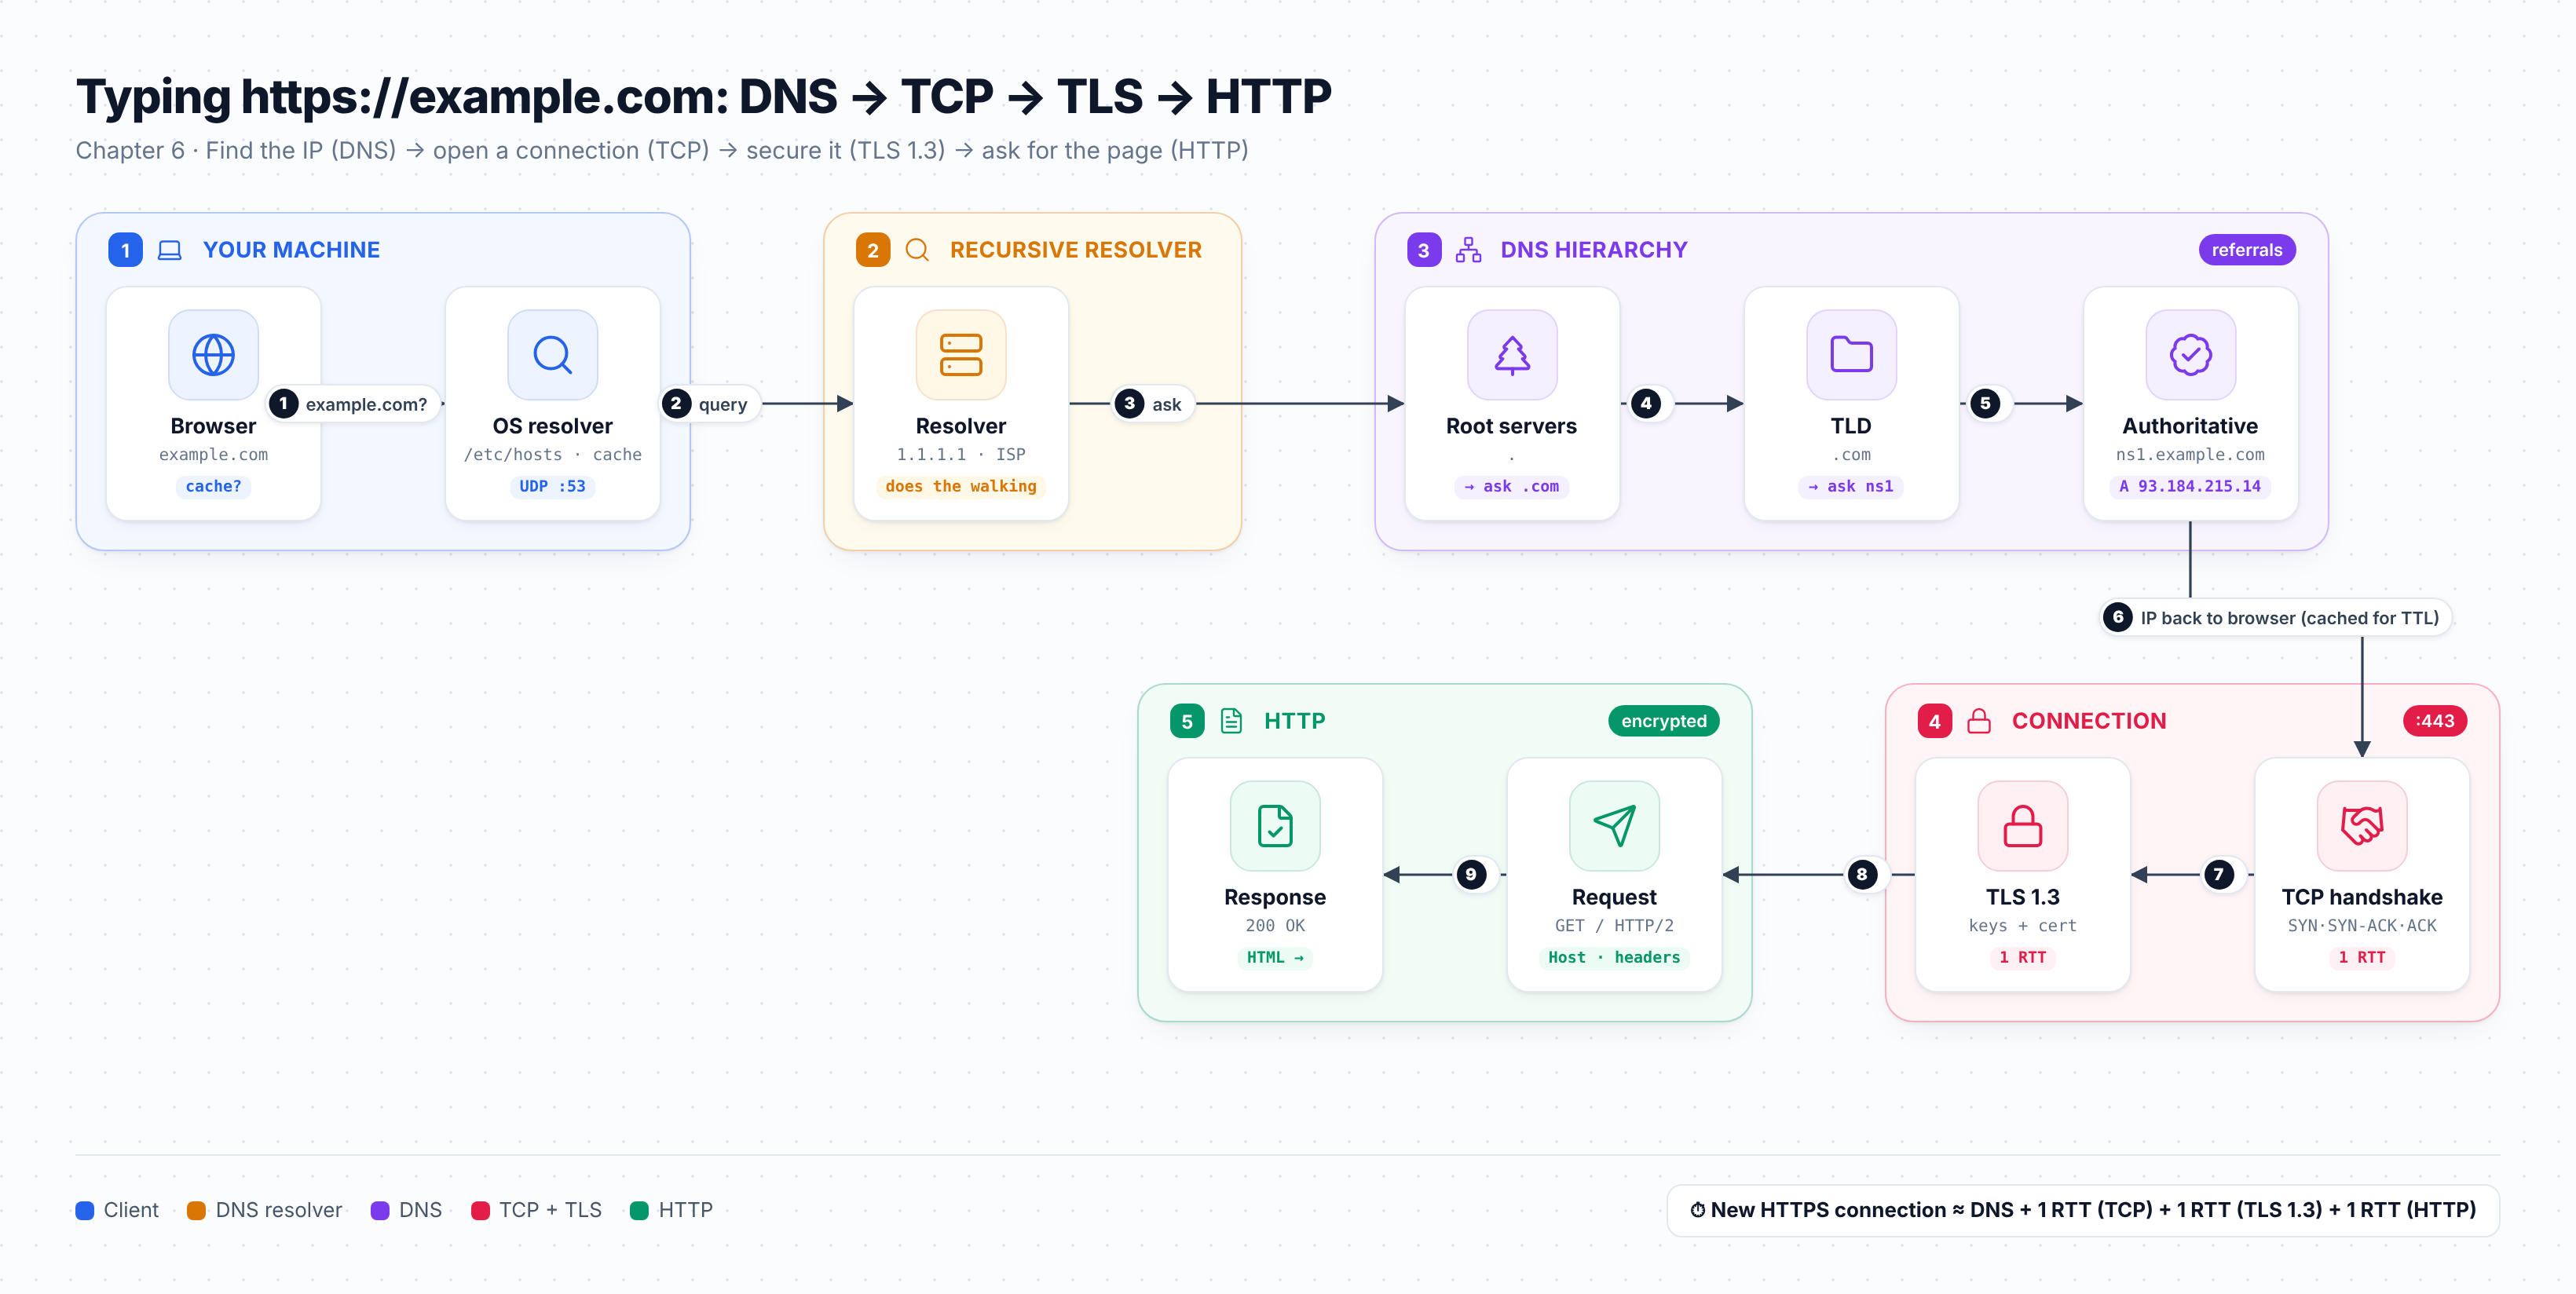 Typing https://example.com: DNS → TCP → TLS → HTTP
Chapter 6 · Find the IP (DNS) → open a connection (TCP) → secure it (TLS 1.3) → ask for the page (HTTP)
1 YOUR MACHINE
Browser
example.com
cache?
1 example.com?
OS resolver
/etc/hosts · cache
UDP :53
2 query
2 RECURSIVE RESOLVER
Resolver
1.1.1.1 · ISP
does the walking
3 ask
3 DNS HIERARCHY
referrals
Root servers
.
→ ask .com
4
TLD
.com
→ ask ns1
5
Authoritative
ns1.example.com
A 93.184.215.14
6 IP back to browser (cached for TTL)
4 CONNECTION
:443
TCP handshake
SYN·SYN-ACK·ACK
1 RTT
7
TLS 1.3
keys + cert
1 RTT
8
5 HTTP
encrypted
Request
GET / HTTP/2
Host · headers
9
Response
200 OK
HTML →
Client
DNS resolver
DNS
TCP + TLS
HTTP
⏱ New HTTPS connection ≈ DNS + 1 RTT (TCP) + 1 RTT (TLS 1.3) + 1 RTT (HTTP)